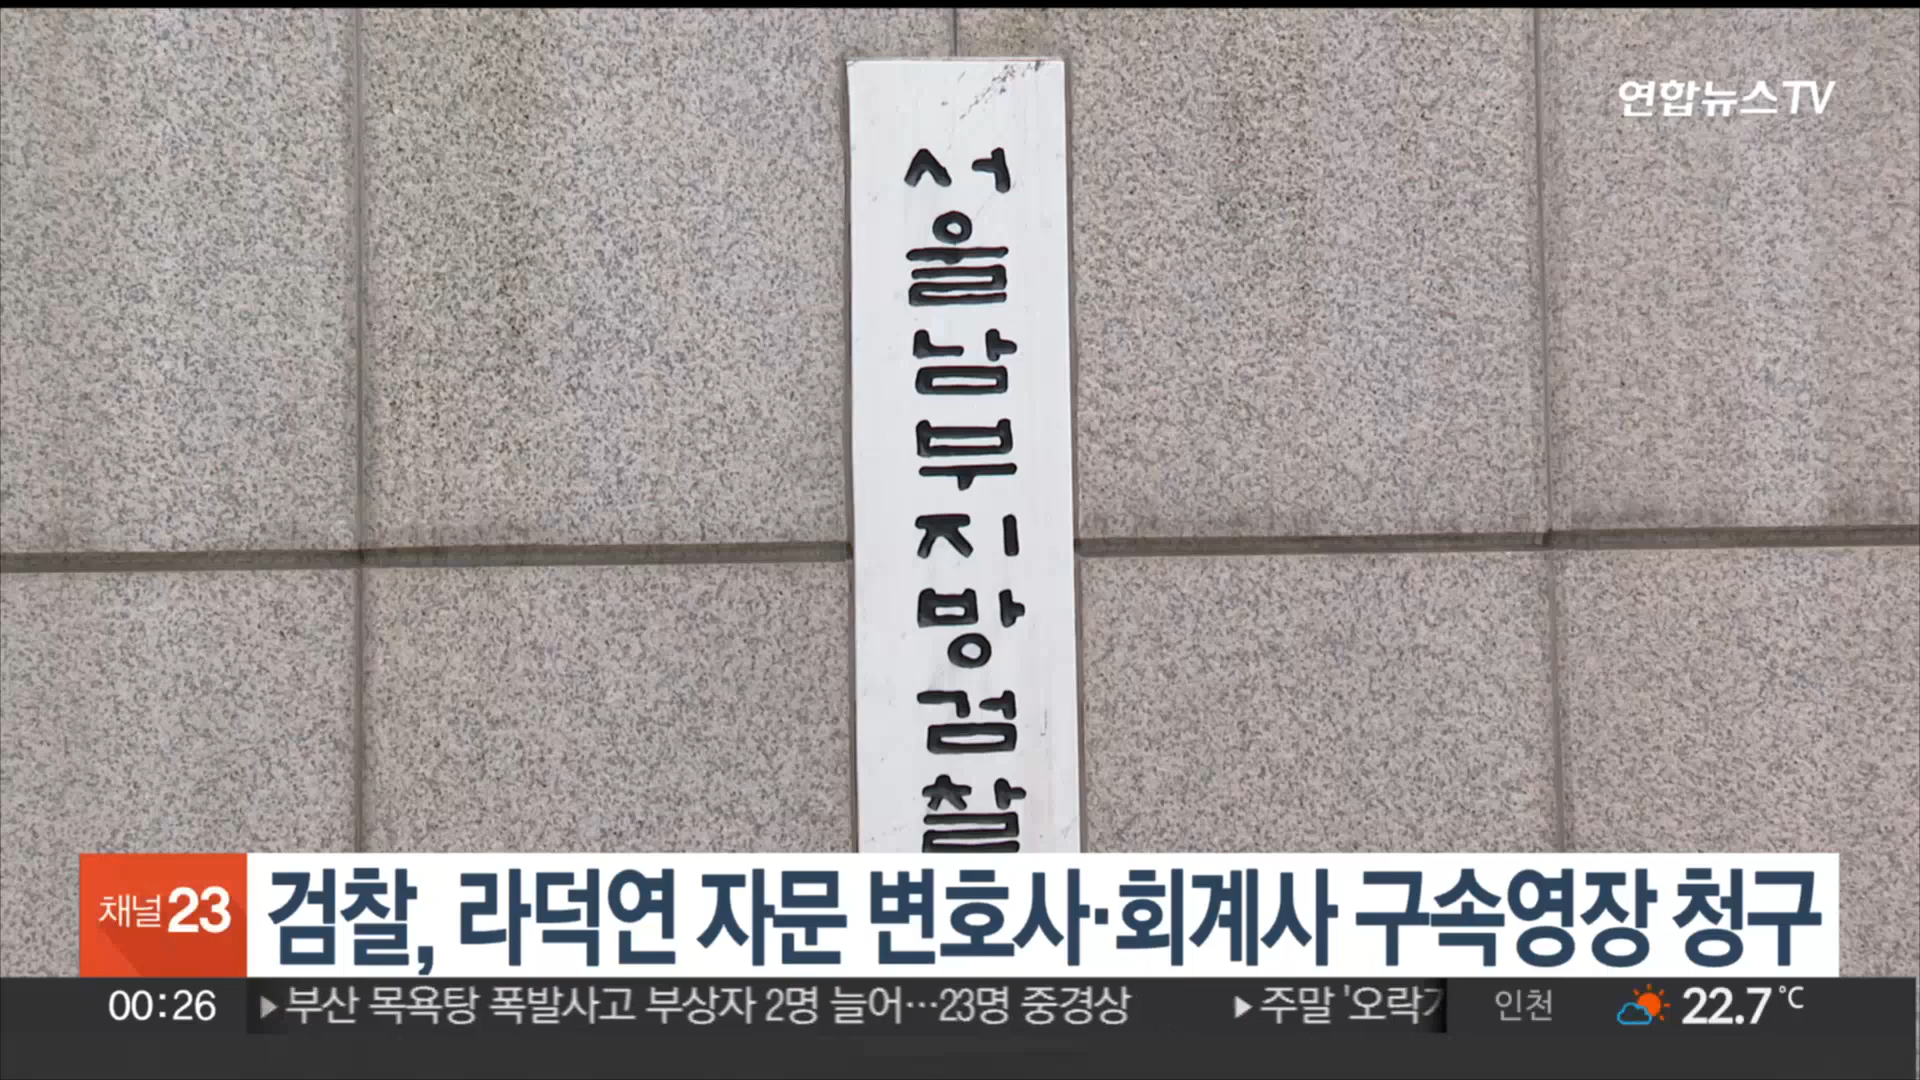 연합뉴스TV
서울남부지방검찰
채널 23
검찰, 라덕연 자문 변호사·회계사 구속영장 청구
00:26
▶부산 목욕탕 폭발사고 부상자 2명 늘어…23명 중경상
▶주말 '오락가
인천
22.7℃